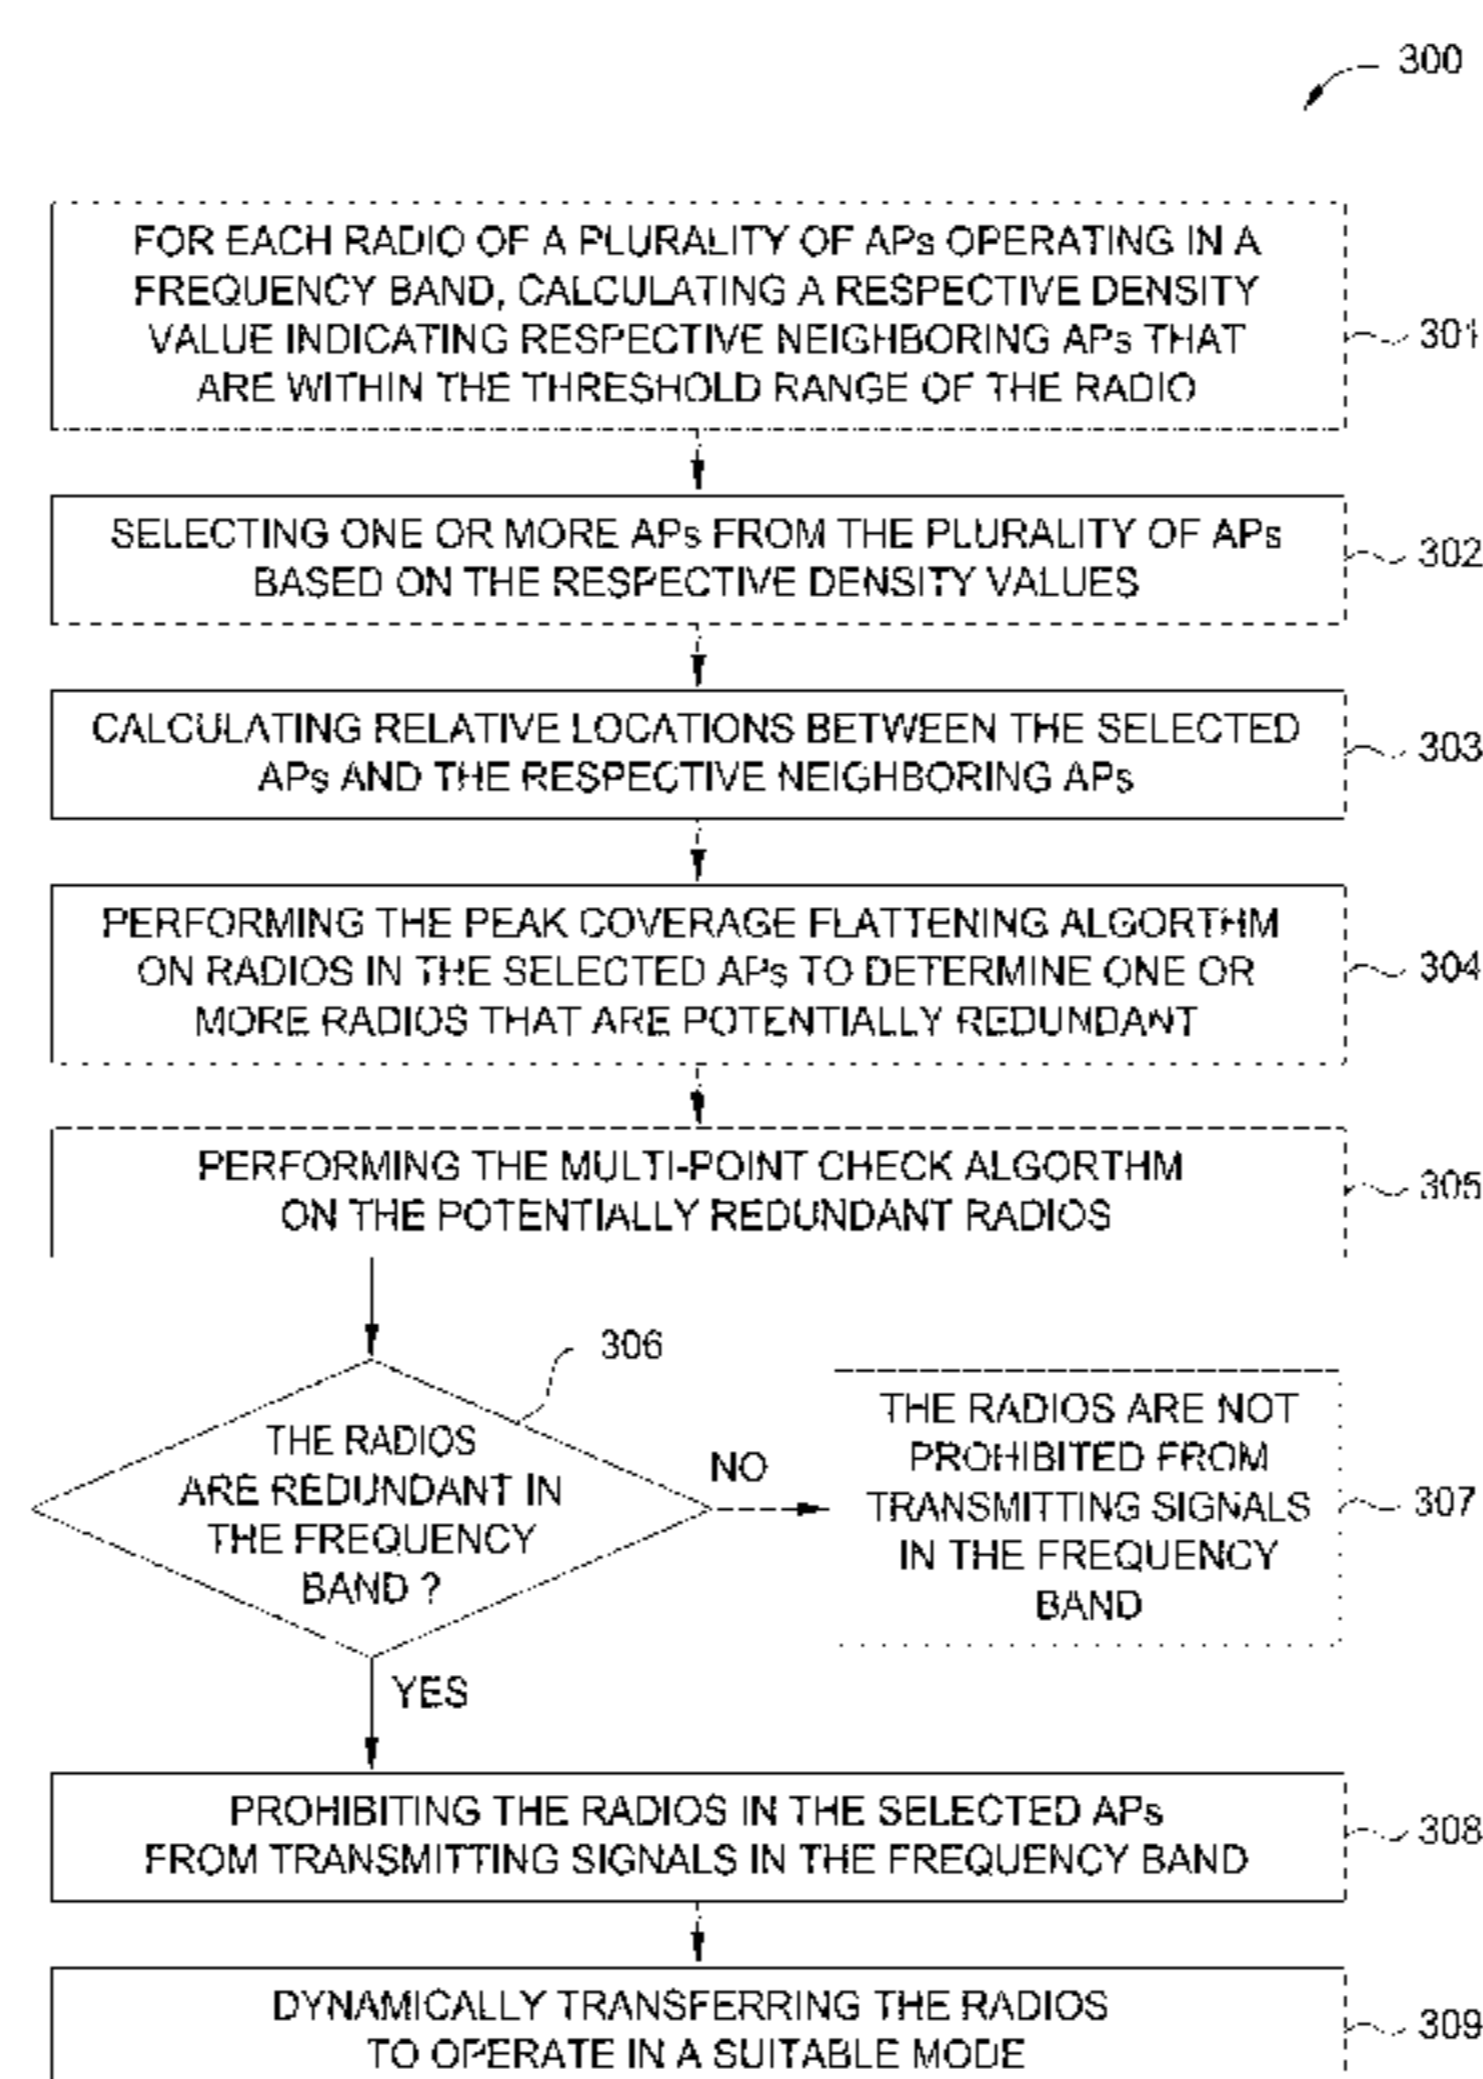 300
FOR EACH RADIO OF A PLURALITY OF APs OPERATING IN A
FREQUENCY BAND, CALCULATING A RESPECTIVE DENSITY
VALUE INDICATING RESPECTIVE NEIGHBORING APs THAT
ARE WITHIN THE THRESHOLD RANGE OF THE RADIO
301
SELECTING ONE OR MORE APs FROM THE PLURALITY OF APs
BASED ON THE RESPECTIVE DENSITY VALUES
302
CALCULATING RELATIVE LOCATIONS BETWEEN THE SELECTED
APs AND THE RESPECTIVE NEIGHBORING APs
303
PERFORMING THE PEAK COVERAGE FLATTENING ALGORTHM
ON RADIOS IN THE SELECTED APs TO DETERMINE ONE OR
MORE RADIOS THAT ARE POTENTIALLY REDUNDANT
304
PERFORMING THE MULTI-POINT CHECK ALGORTHM
ON THE POTENTIALLY REDUNDANT RADIOS
305
306
THE RADIOS
ARE REDUNDANT IN
THE FREQUENCY
BAND ?
NO
THE RADIOS ARE NOT
PROHIBITED FROM
TRANSMITTING SIGNALS
IN THE FREQUENCY
BAND
307
YES
PROHIBITING THE RADIOS IN THE SELECTED APs
FROM TRANSMITTING SIGNALS IN THE FREQUENCY BAND
308
DYNAMICALLY TRANSFERRING THE RADIOS
TO OPERATE IN A SUITABLE MODE
309